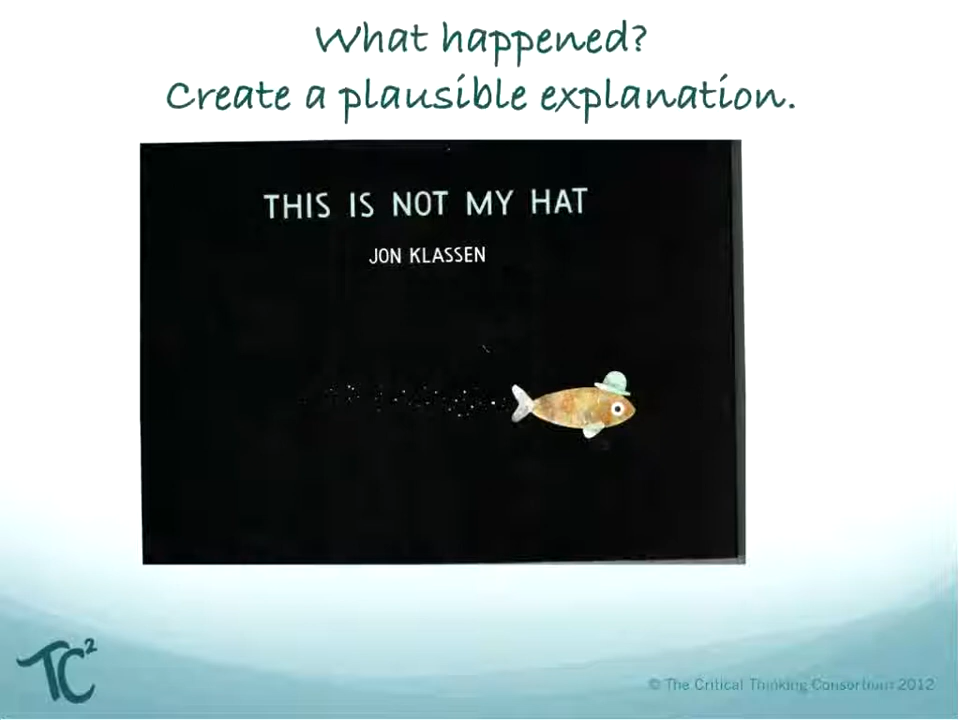 What happened?
Create a plausible explanation.
THIS IS NOT MY HAT
JON KLASSEN
TC2
© The Critical Thinking Consortium 2012